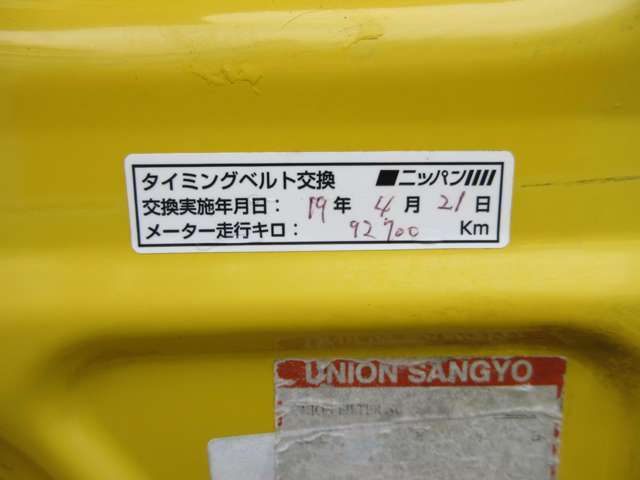 タイミングベルト交換 ニッパン
交換実施年月日: 19年 4月 21日
メーター走行キロ: 92700 Km
UNION SANGYO